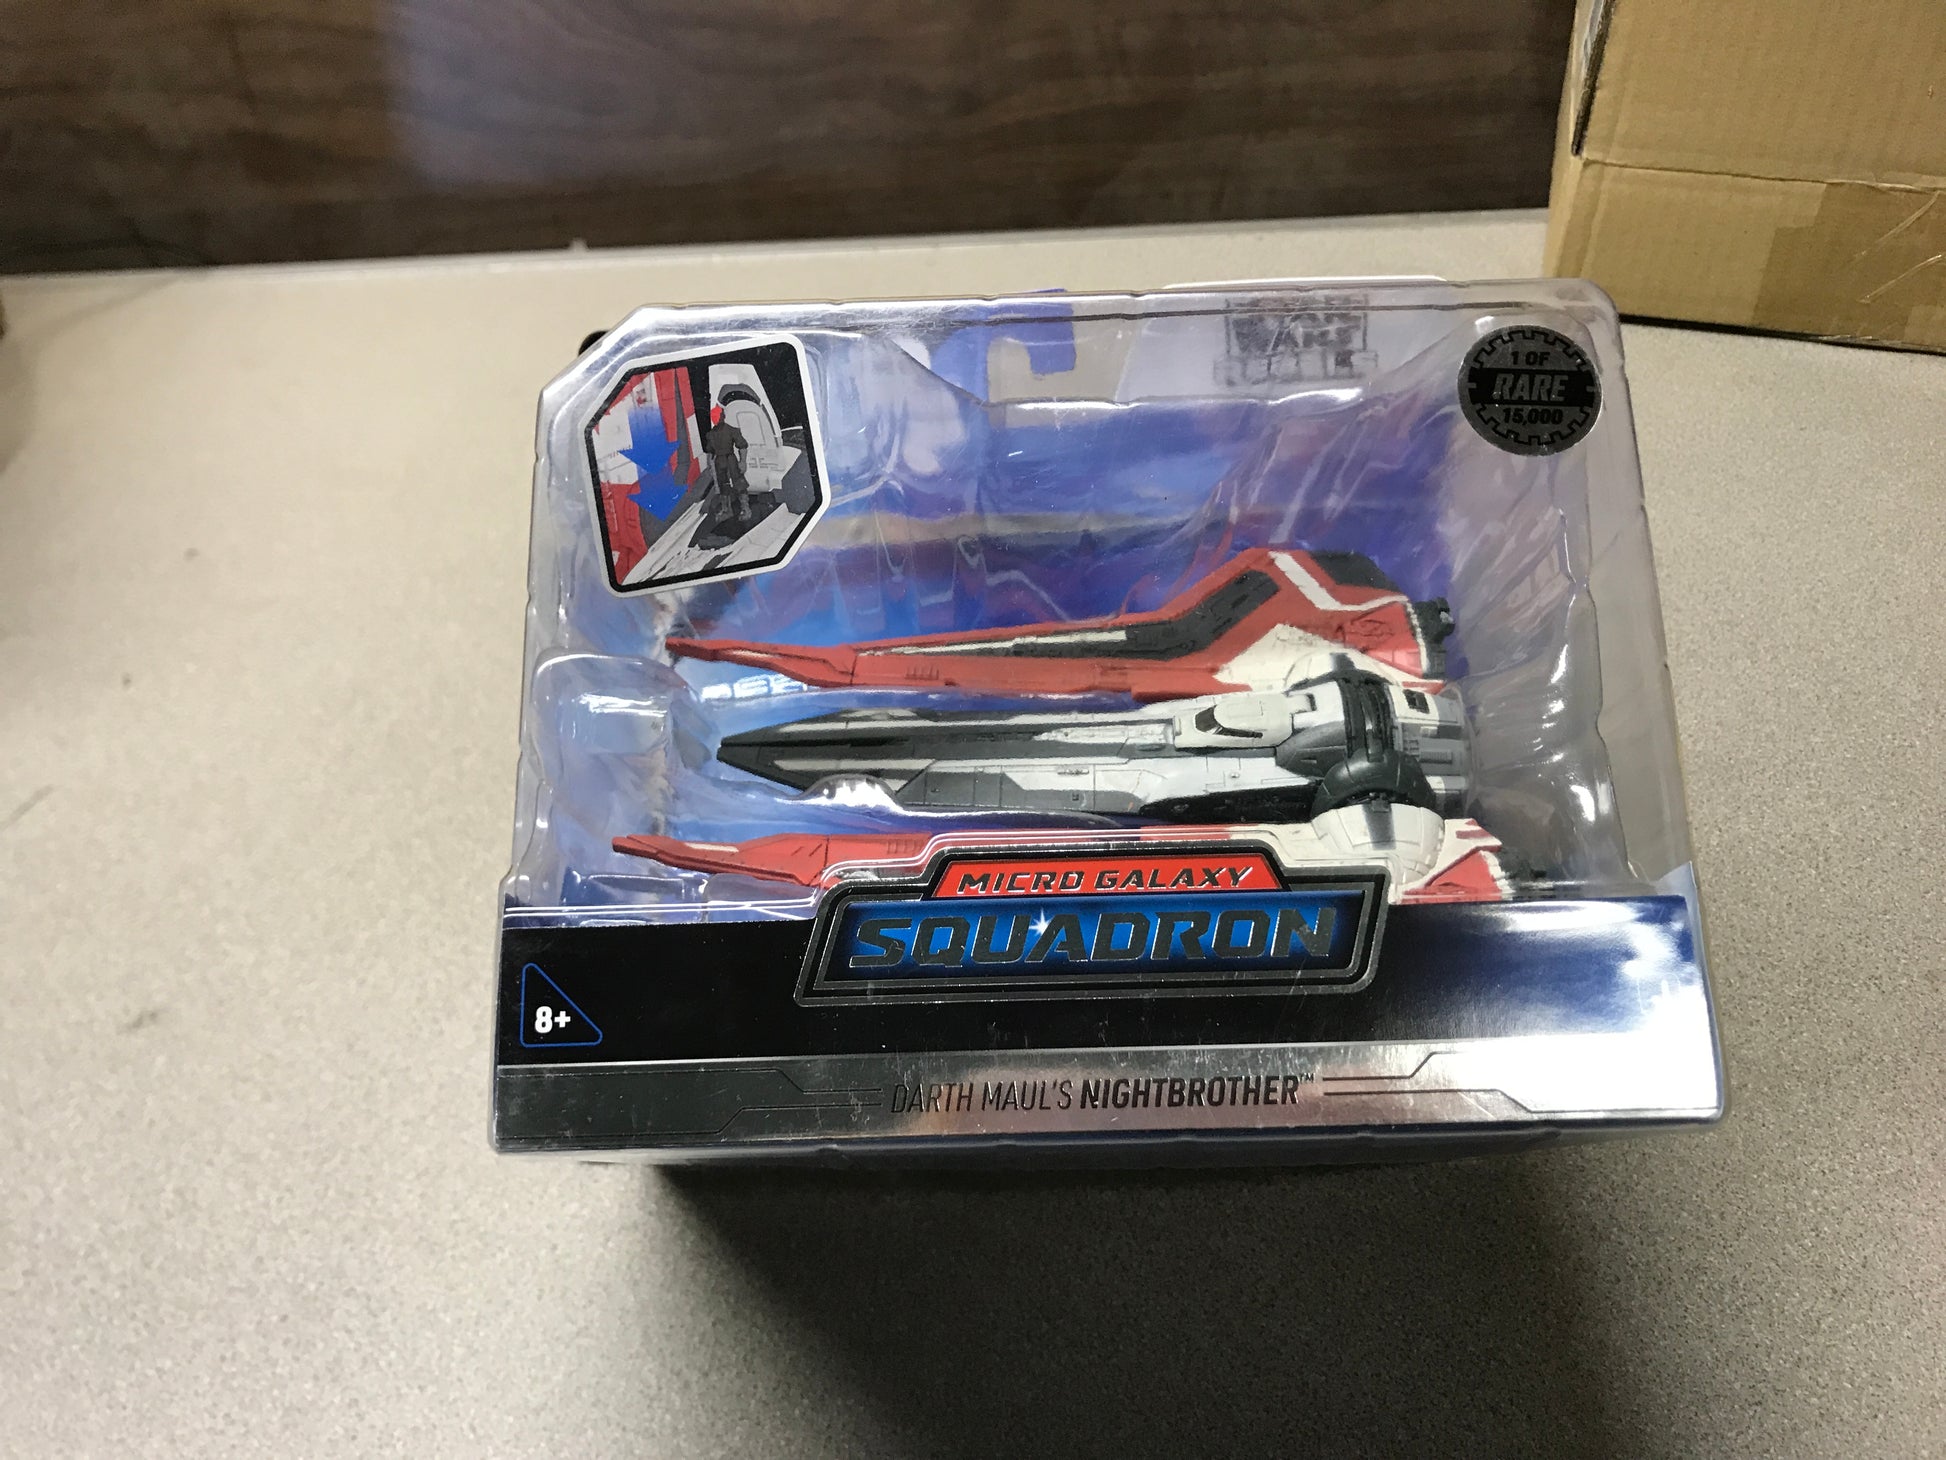 1 OF
RARE
15,000
MICRO GALAXY
SQUADRON
8+
DARTH MAUL'S NIGHTBROTHER™